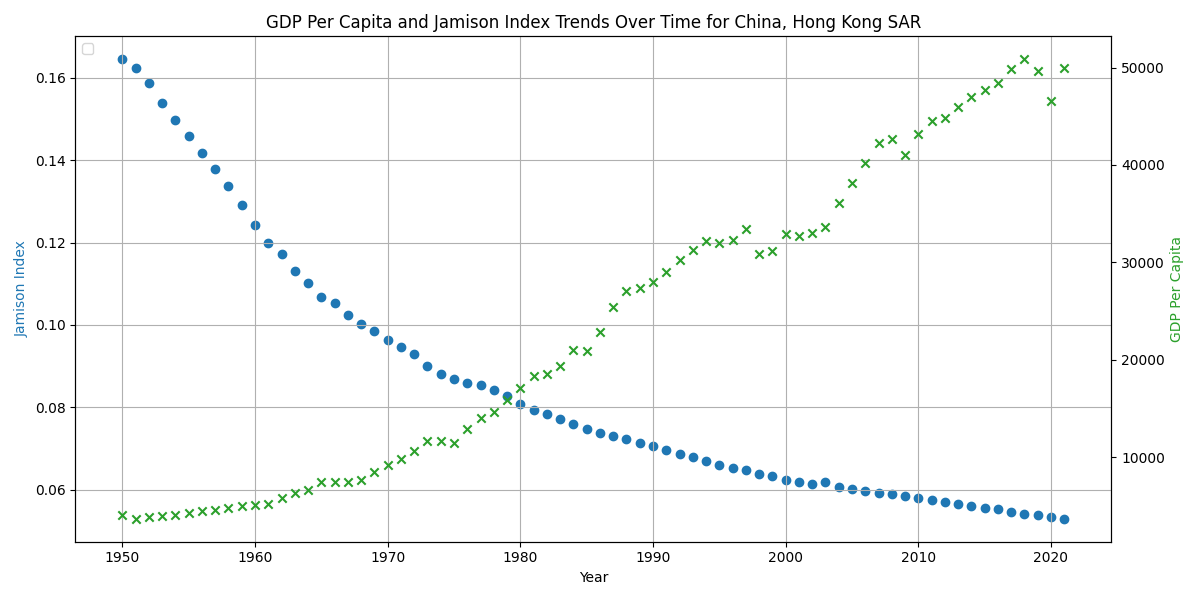 GDP Per Capita and Jamison Index Trends Over Time for China, Hong Kong SAR
0.16
0.14
0.12
0.10
0.08
0.06
Jamison Index
50000
40000
30000
20000
10000
GDP Per Capita
1950 1960 1970 1980 1990 2000 2010 2020
Year